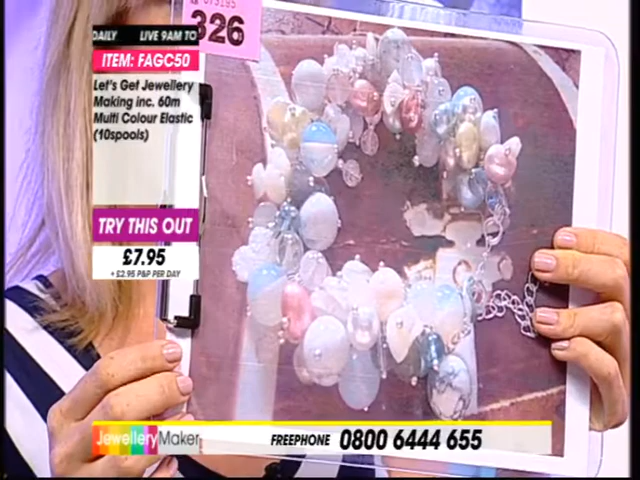 326
DAILY LIVE 9AM TO
ITEM: FAGC50
Let's Get Jewellery
Making inc. 60m
Multi Colour Elastic
(10spools)
TRY THIS OUT
£7.95
+ £2.95 P&P PER DAY
JewelleryMaker FREEPHONE 0800 6444 655